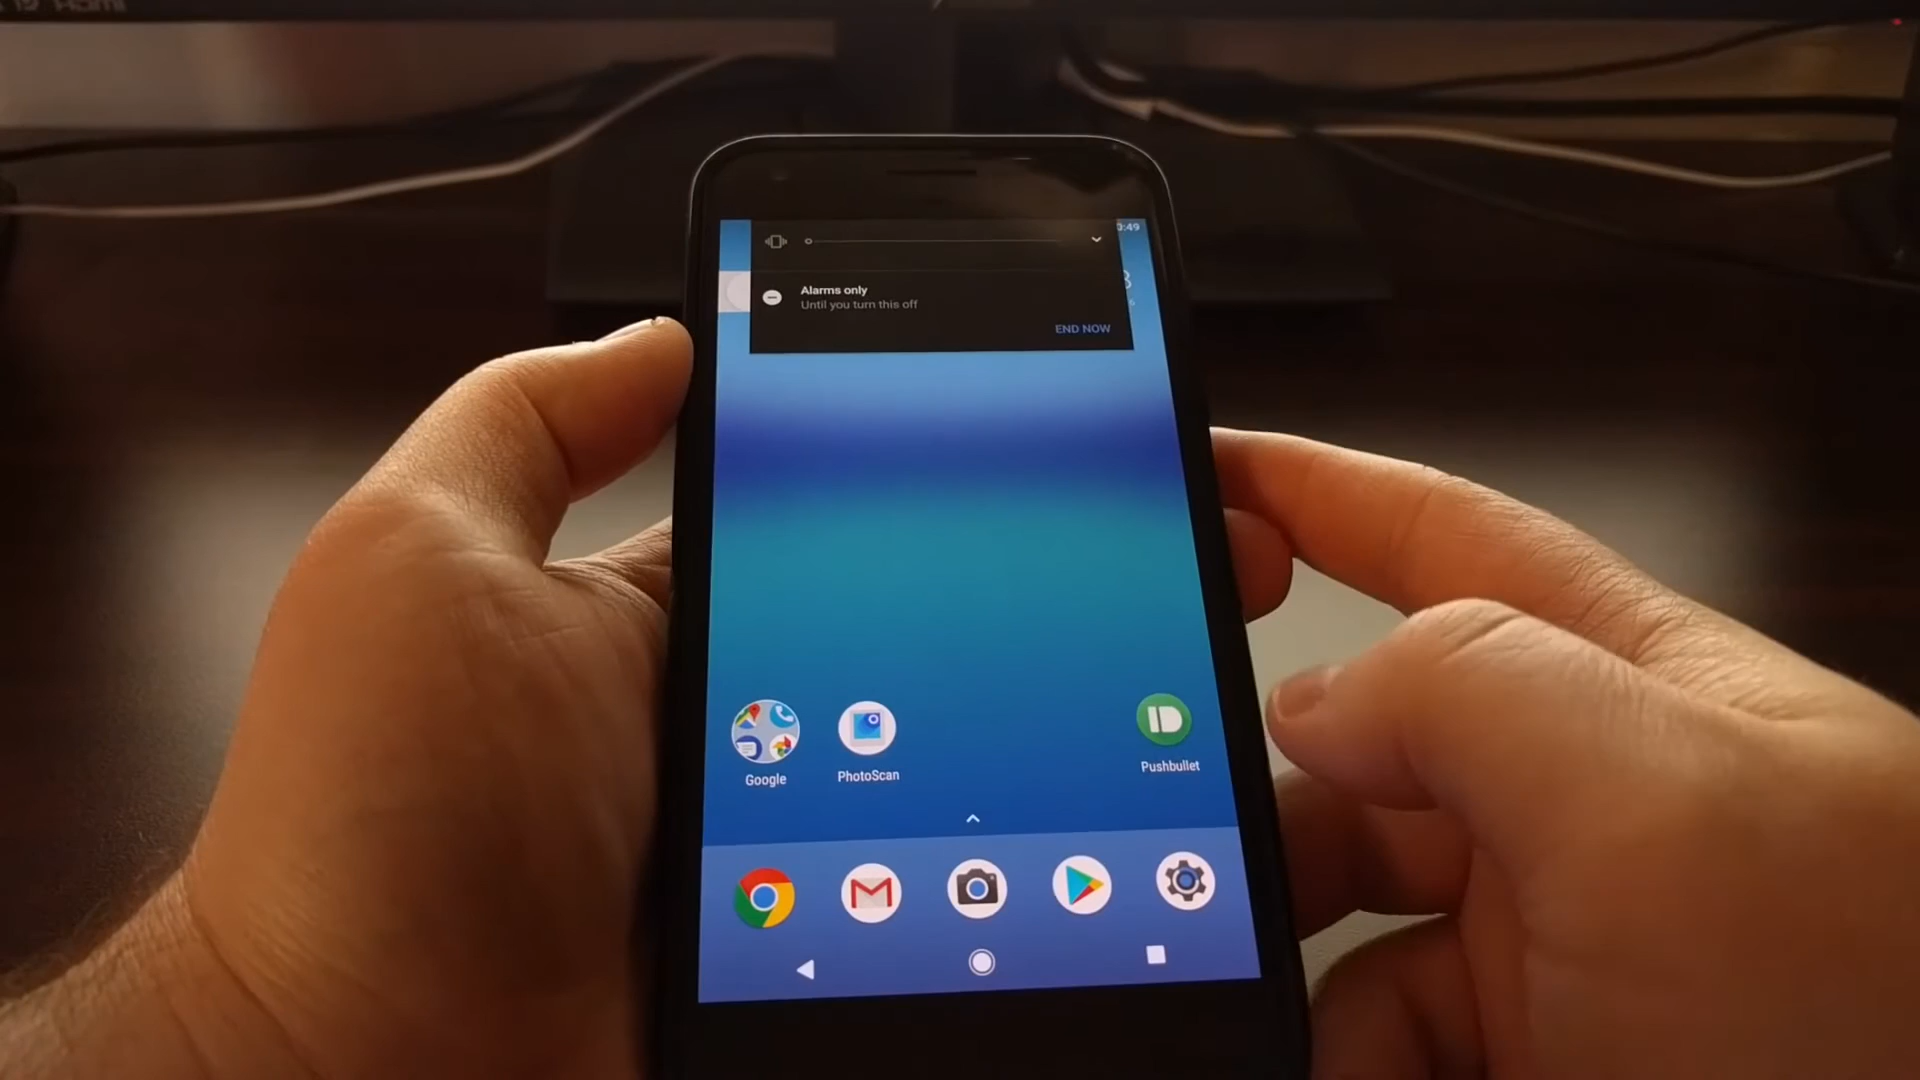 Alarms only
Until you turn this off
END NOW
Google
PhotoScan
Pushbullet